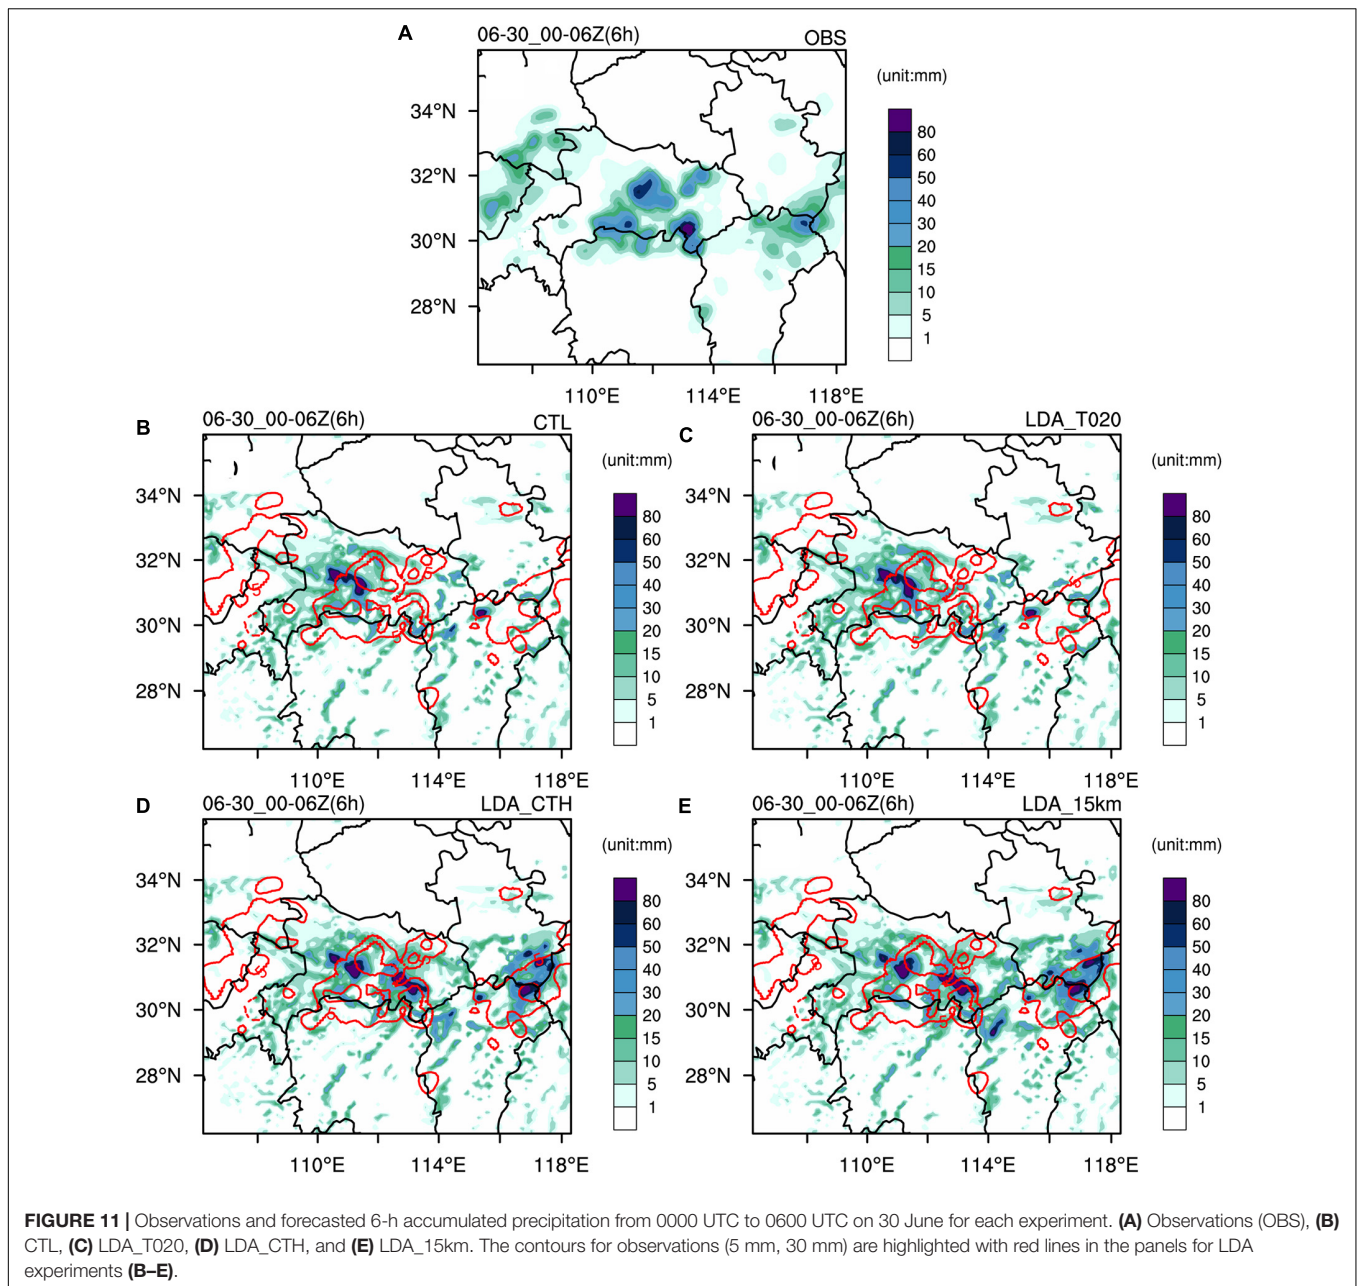 A
06-30_00-06Z(6h)
OBS
(unit:mm)
34°N
32°N
30°N
28°N
110°E
114°E
118°E
80
60
50
40
30
20
15
10
5
1
B
06-30_00-06Z(6h)
CTL
(unit:mm)
34°N
32°N
30°N
28°N
110°E
114°E
118°E
80
60
50
40
30
20
15
10
5
1
C
06-30_00-06Z(6h)
LDA_T020
(unit:mm)
34°N
32°N
30°N
28°N
110°E
114°E
118°E
80
60
50
40
30
20
15
10
5
1
D
06-30_00-06Z(6h)
LDA_CTH
(unit:mm)
34°N
32°N
30°N
28°N
110°E
114°E
118°E
80
60
50
40
30
20
15
10
5
1
E
06-30_00-06Z(6h)
LDA_15km
(unit:mm)
34°N
32°N
30°N
28°N
110°E
114°E
118°E
80
60
50
40
30
20
15
10
5
1
FIGURE 11 | Observations and forecasted 6-h accumulated precipitation from 0000 UTC to 0600 UTC on 30 June for each experiment. (A) Observations (OBS), (B)
CTL, (C) LDA_T020, (D) LDA_CTH, and (E) LDA_15km. The contours for observations (5 mm, 30 mm) are highlighted with red lines in the panels for LDA
experiments (B–E).